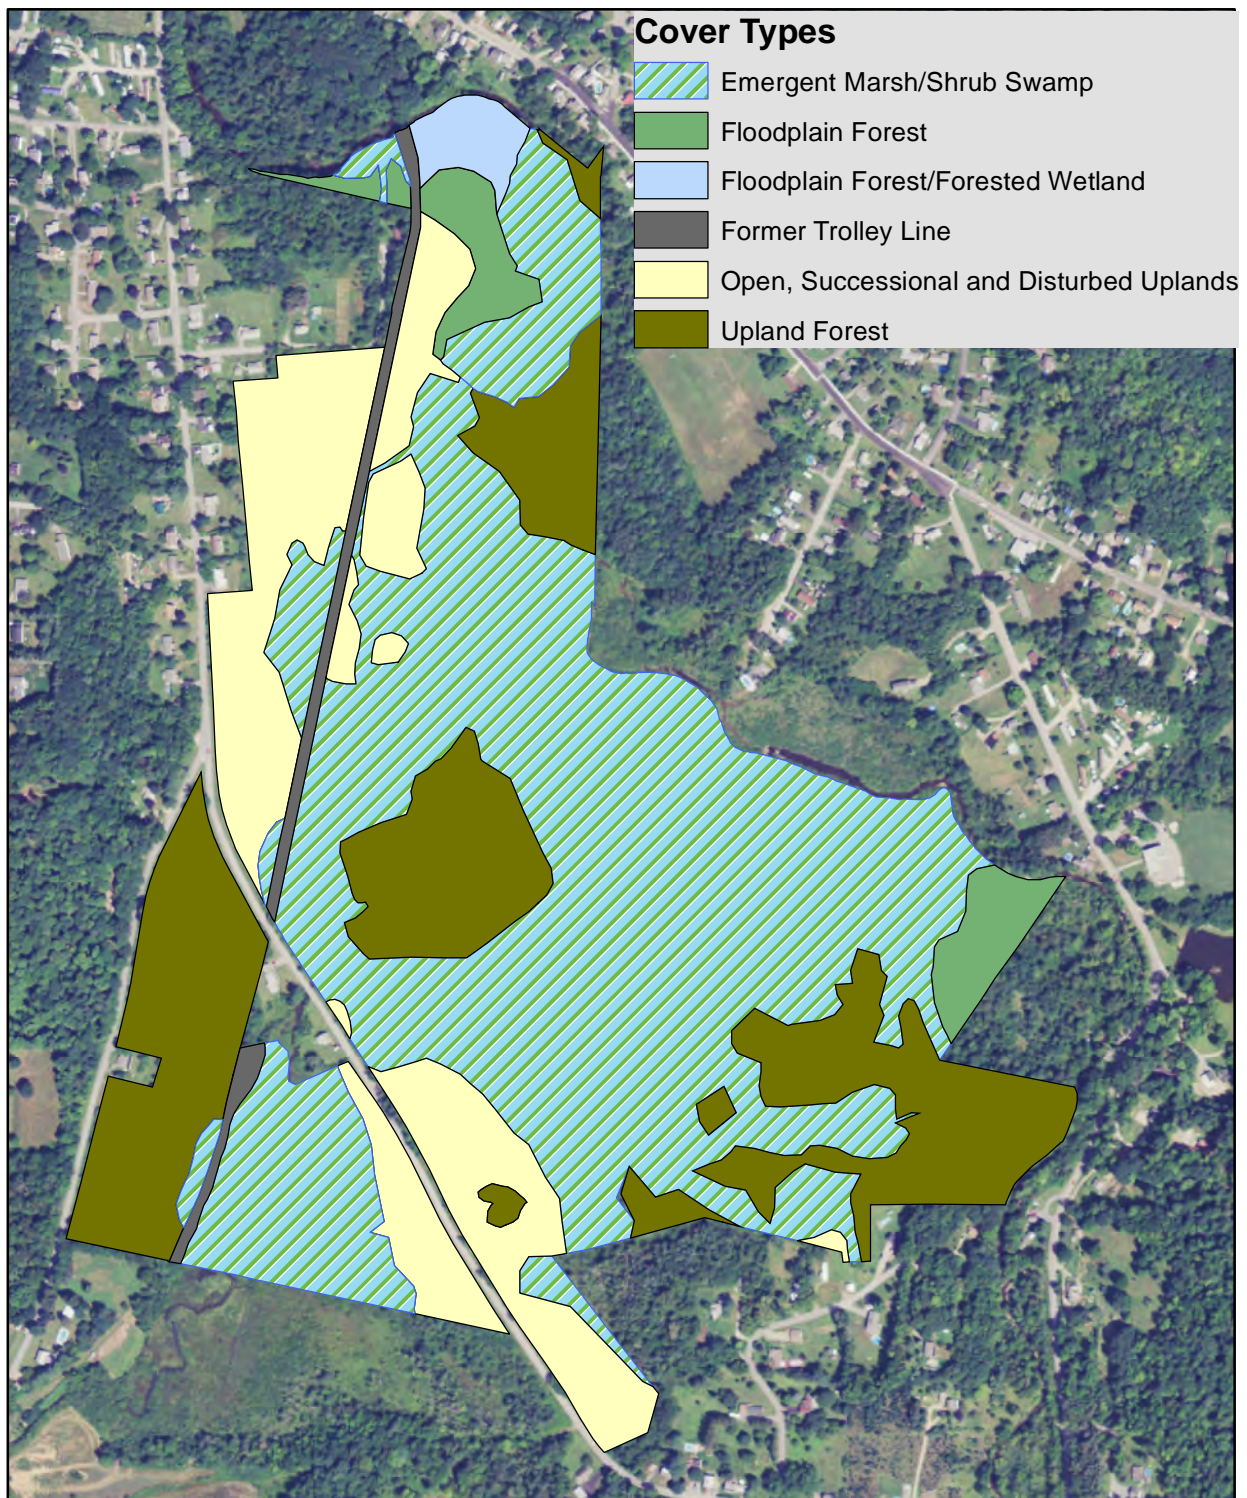 Cover Types
Emergent Marsh/Shrub Swamp
Floodplain Forest
Floodplain Forest/Forested Wetland
Former Trolley Line
Open, Successional and Disturbed Uplands
Upland Forest